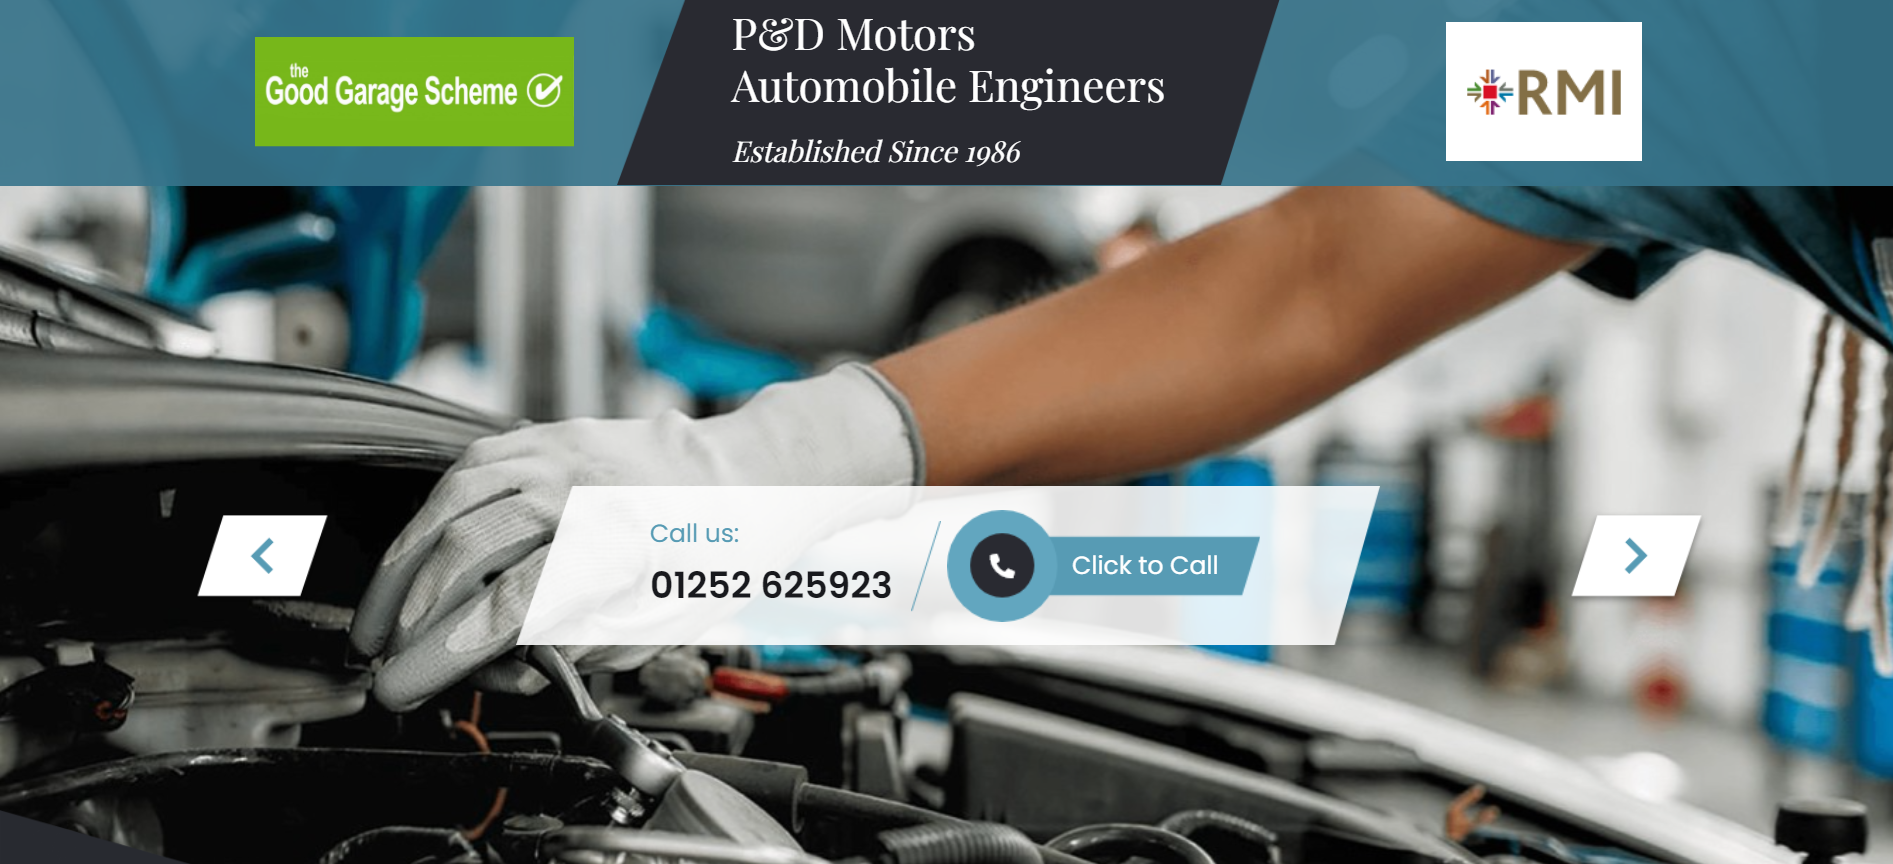 the
Good Garage Scheme
P&D Motors
Automobile Engineers
Established Since 1986
RMI
Call us:
01252 625923
Click to Call